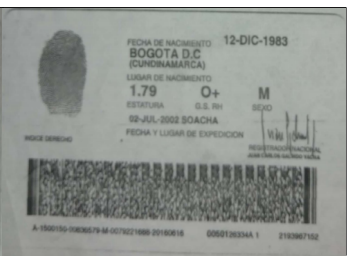 FECHA DE NACIMIENTO 12-DIC-1983
BOGOTA D.C
(CUNDINAMARCA)
LUGAR DE NACIMIENTO
1.79 O+ M
ESTATURA G.S. RH SEXO
02-JUL-2002 SOACHA
FECHA Y LUGAR DE EXPEDICION
INDICE DERECHO
REGISTRADOR NACIONAL